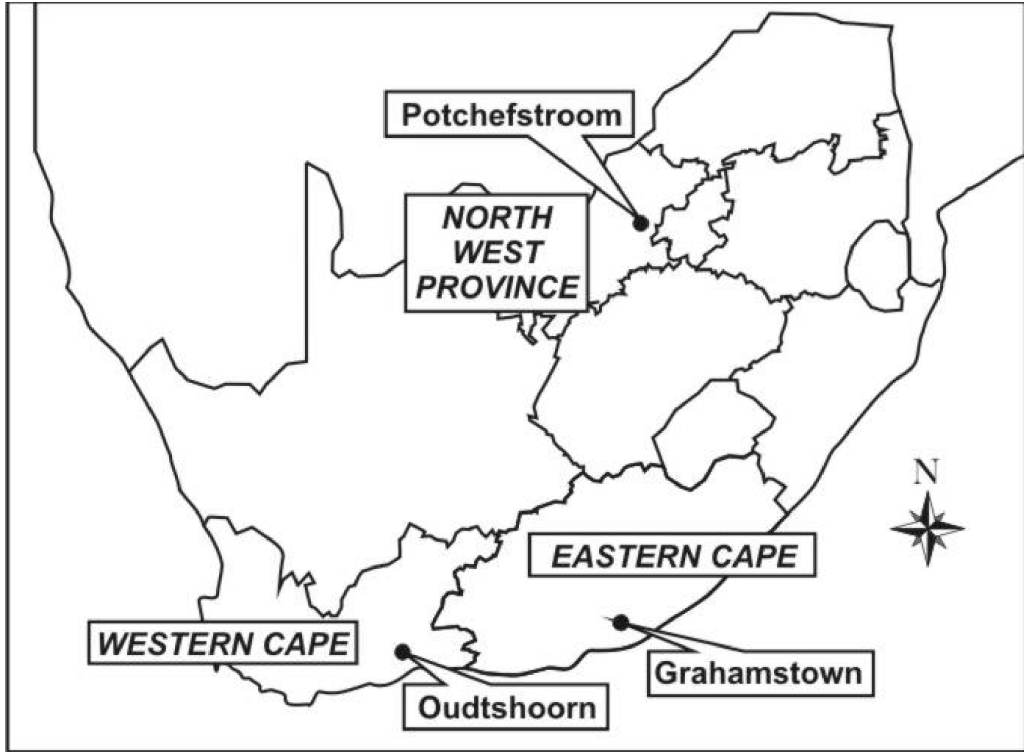 Potchefstroom
NORTH
WEST
PROVINCE
N
EASTERN CAPE
WESTERN CAPE
Grahamstown
Oudtshoorn